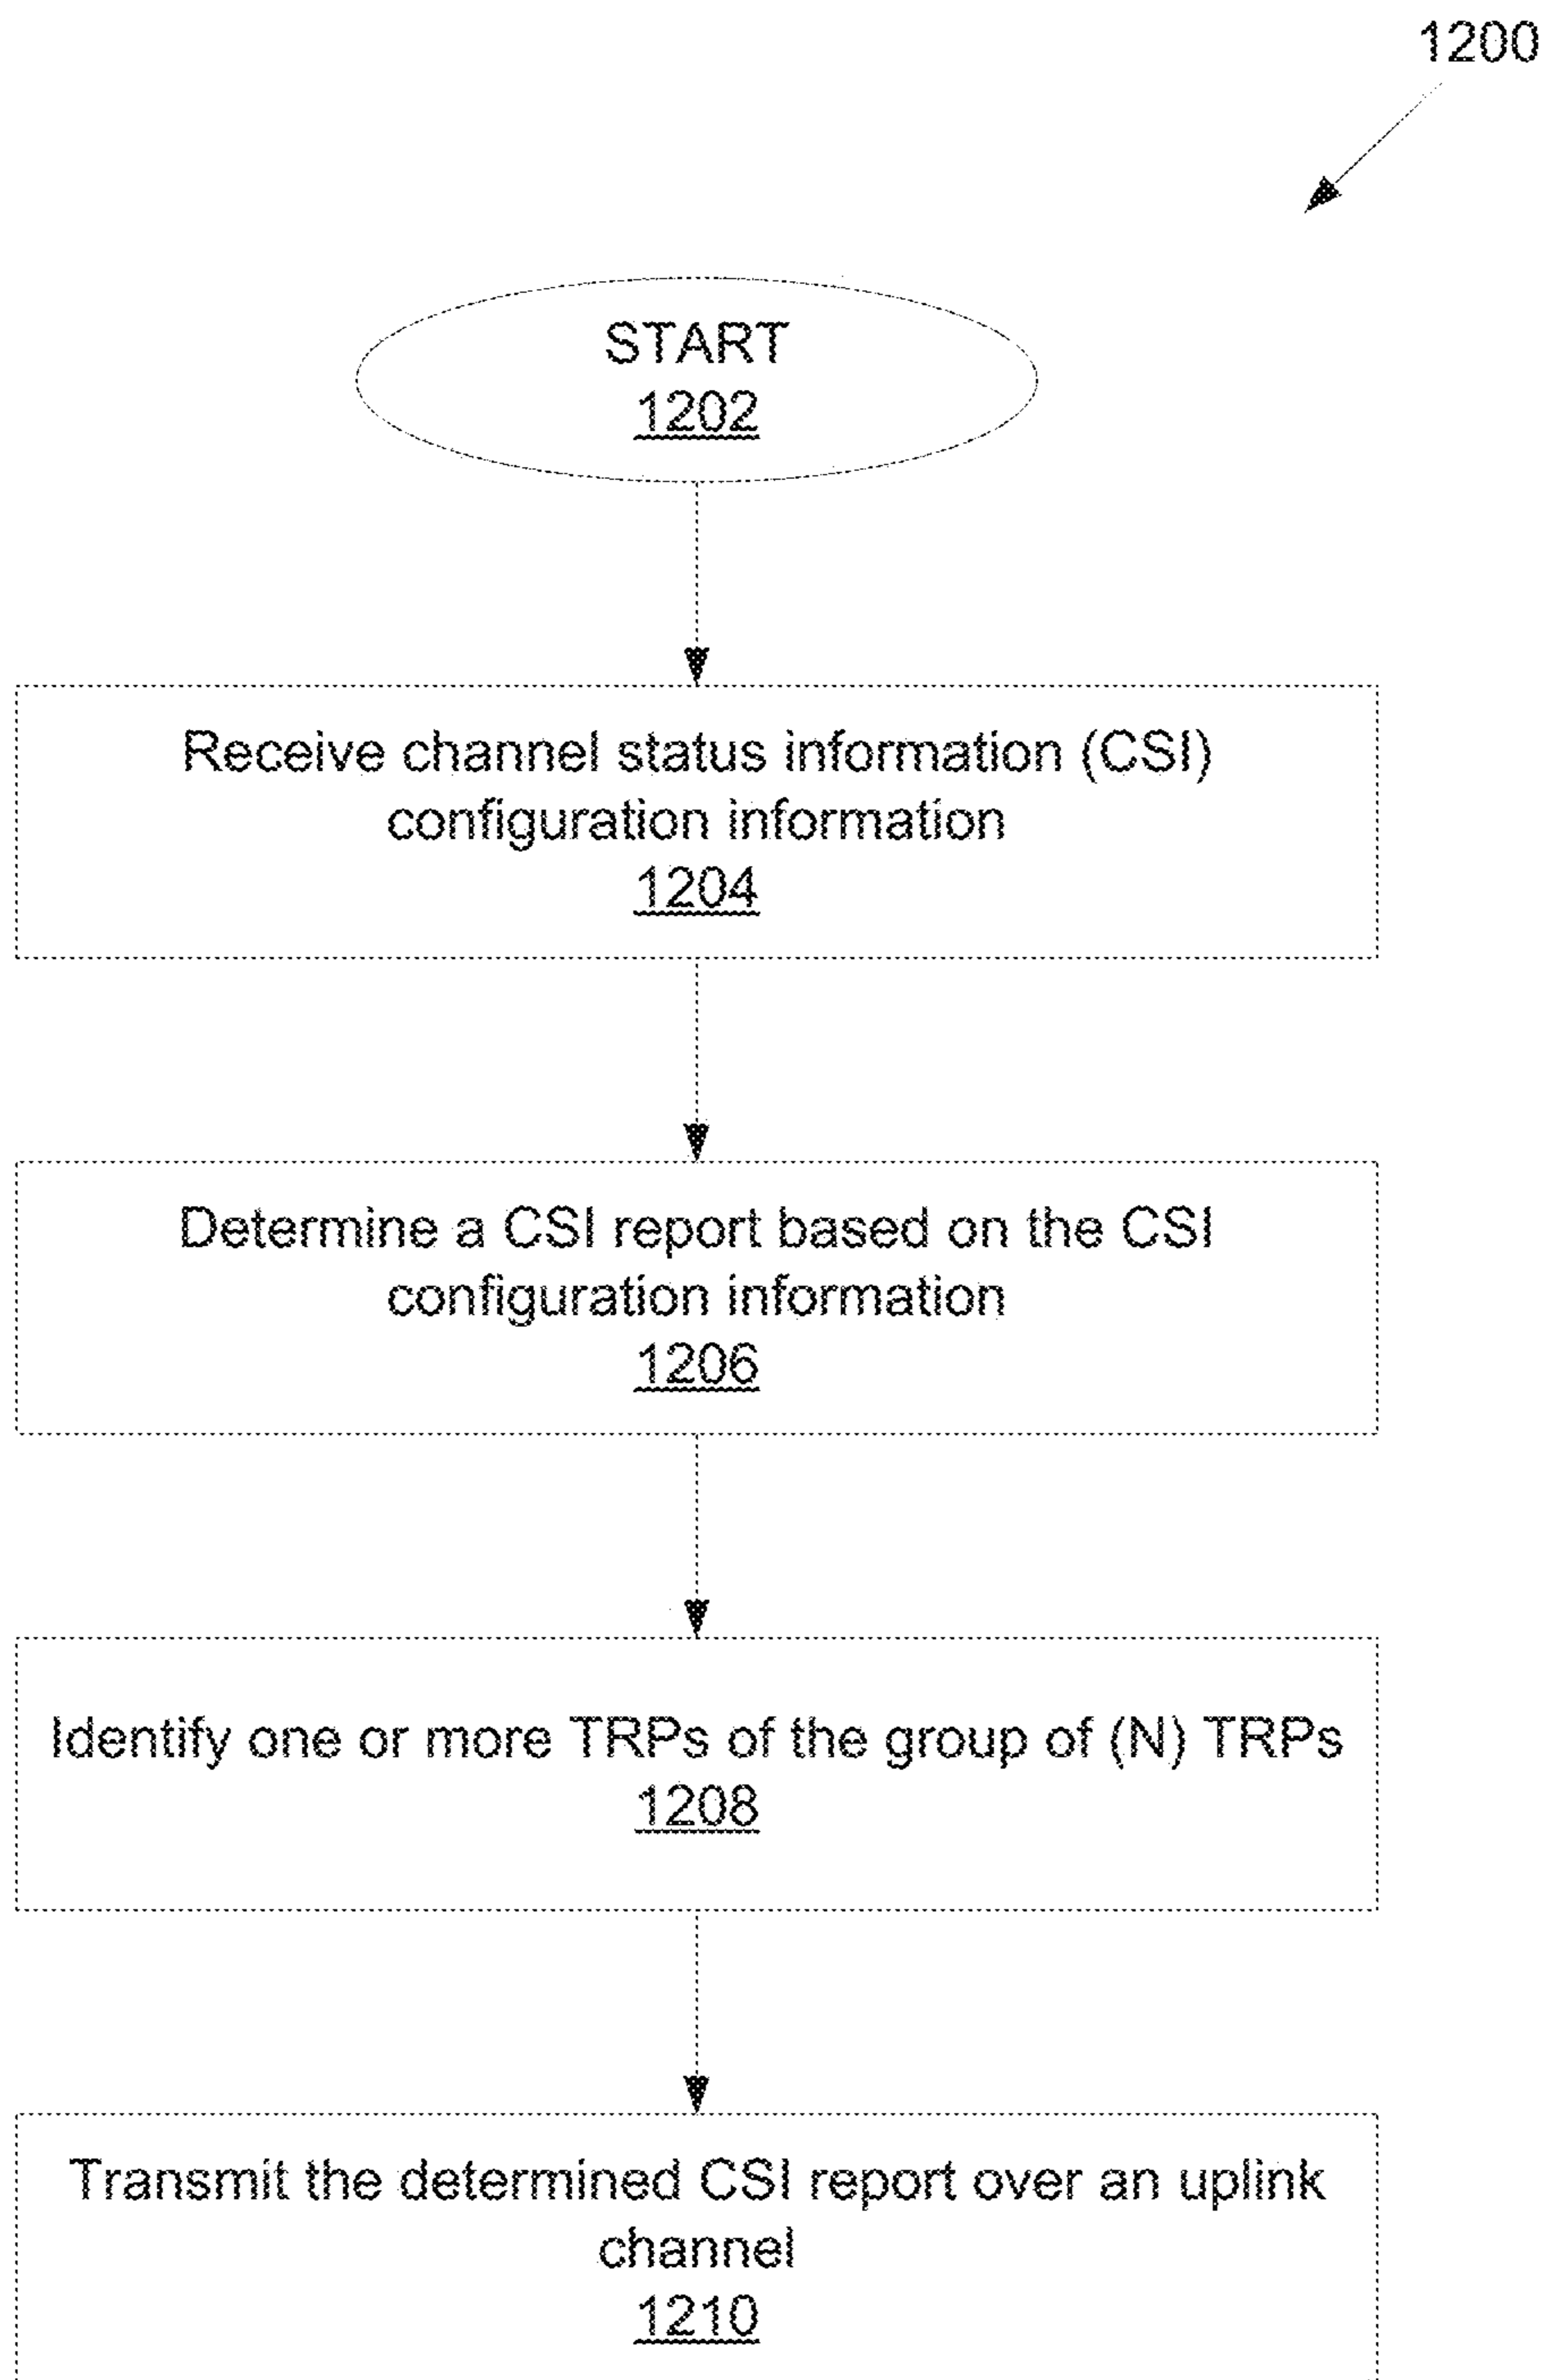 1200
START
1202
Receive channel status information (CSI)
configuration information
1204
Determine a CSI report based on the CSI
configuration information
1206
Identify one or more TRPs of the group of (N) TRPs
1208
Transmit the determined CSI report over an uplink
channel
1210